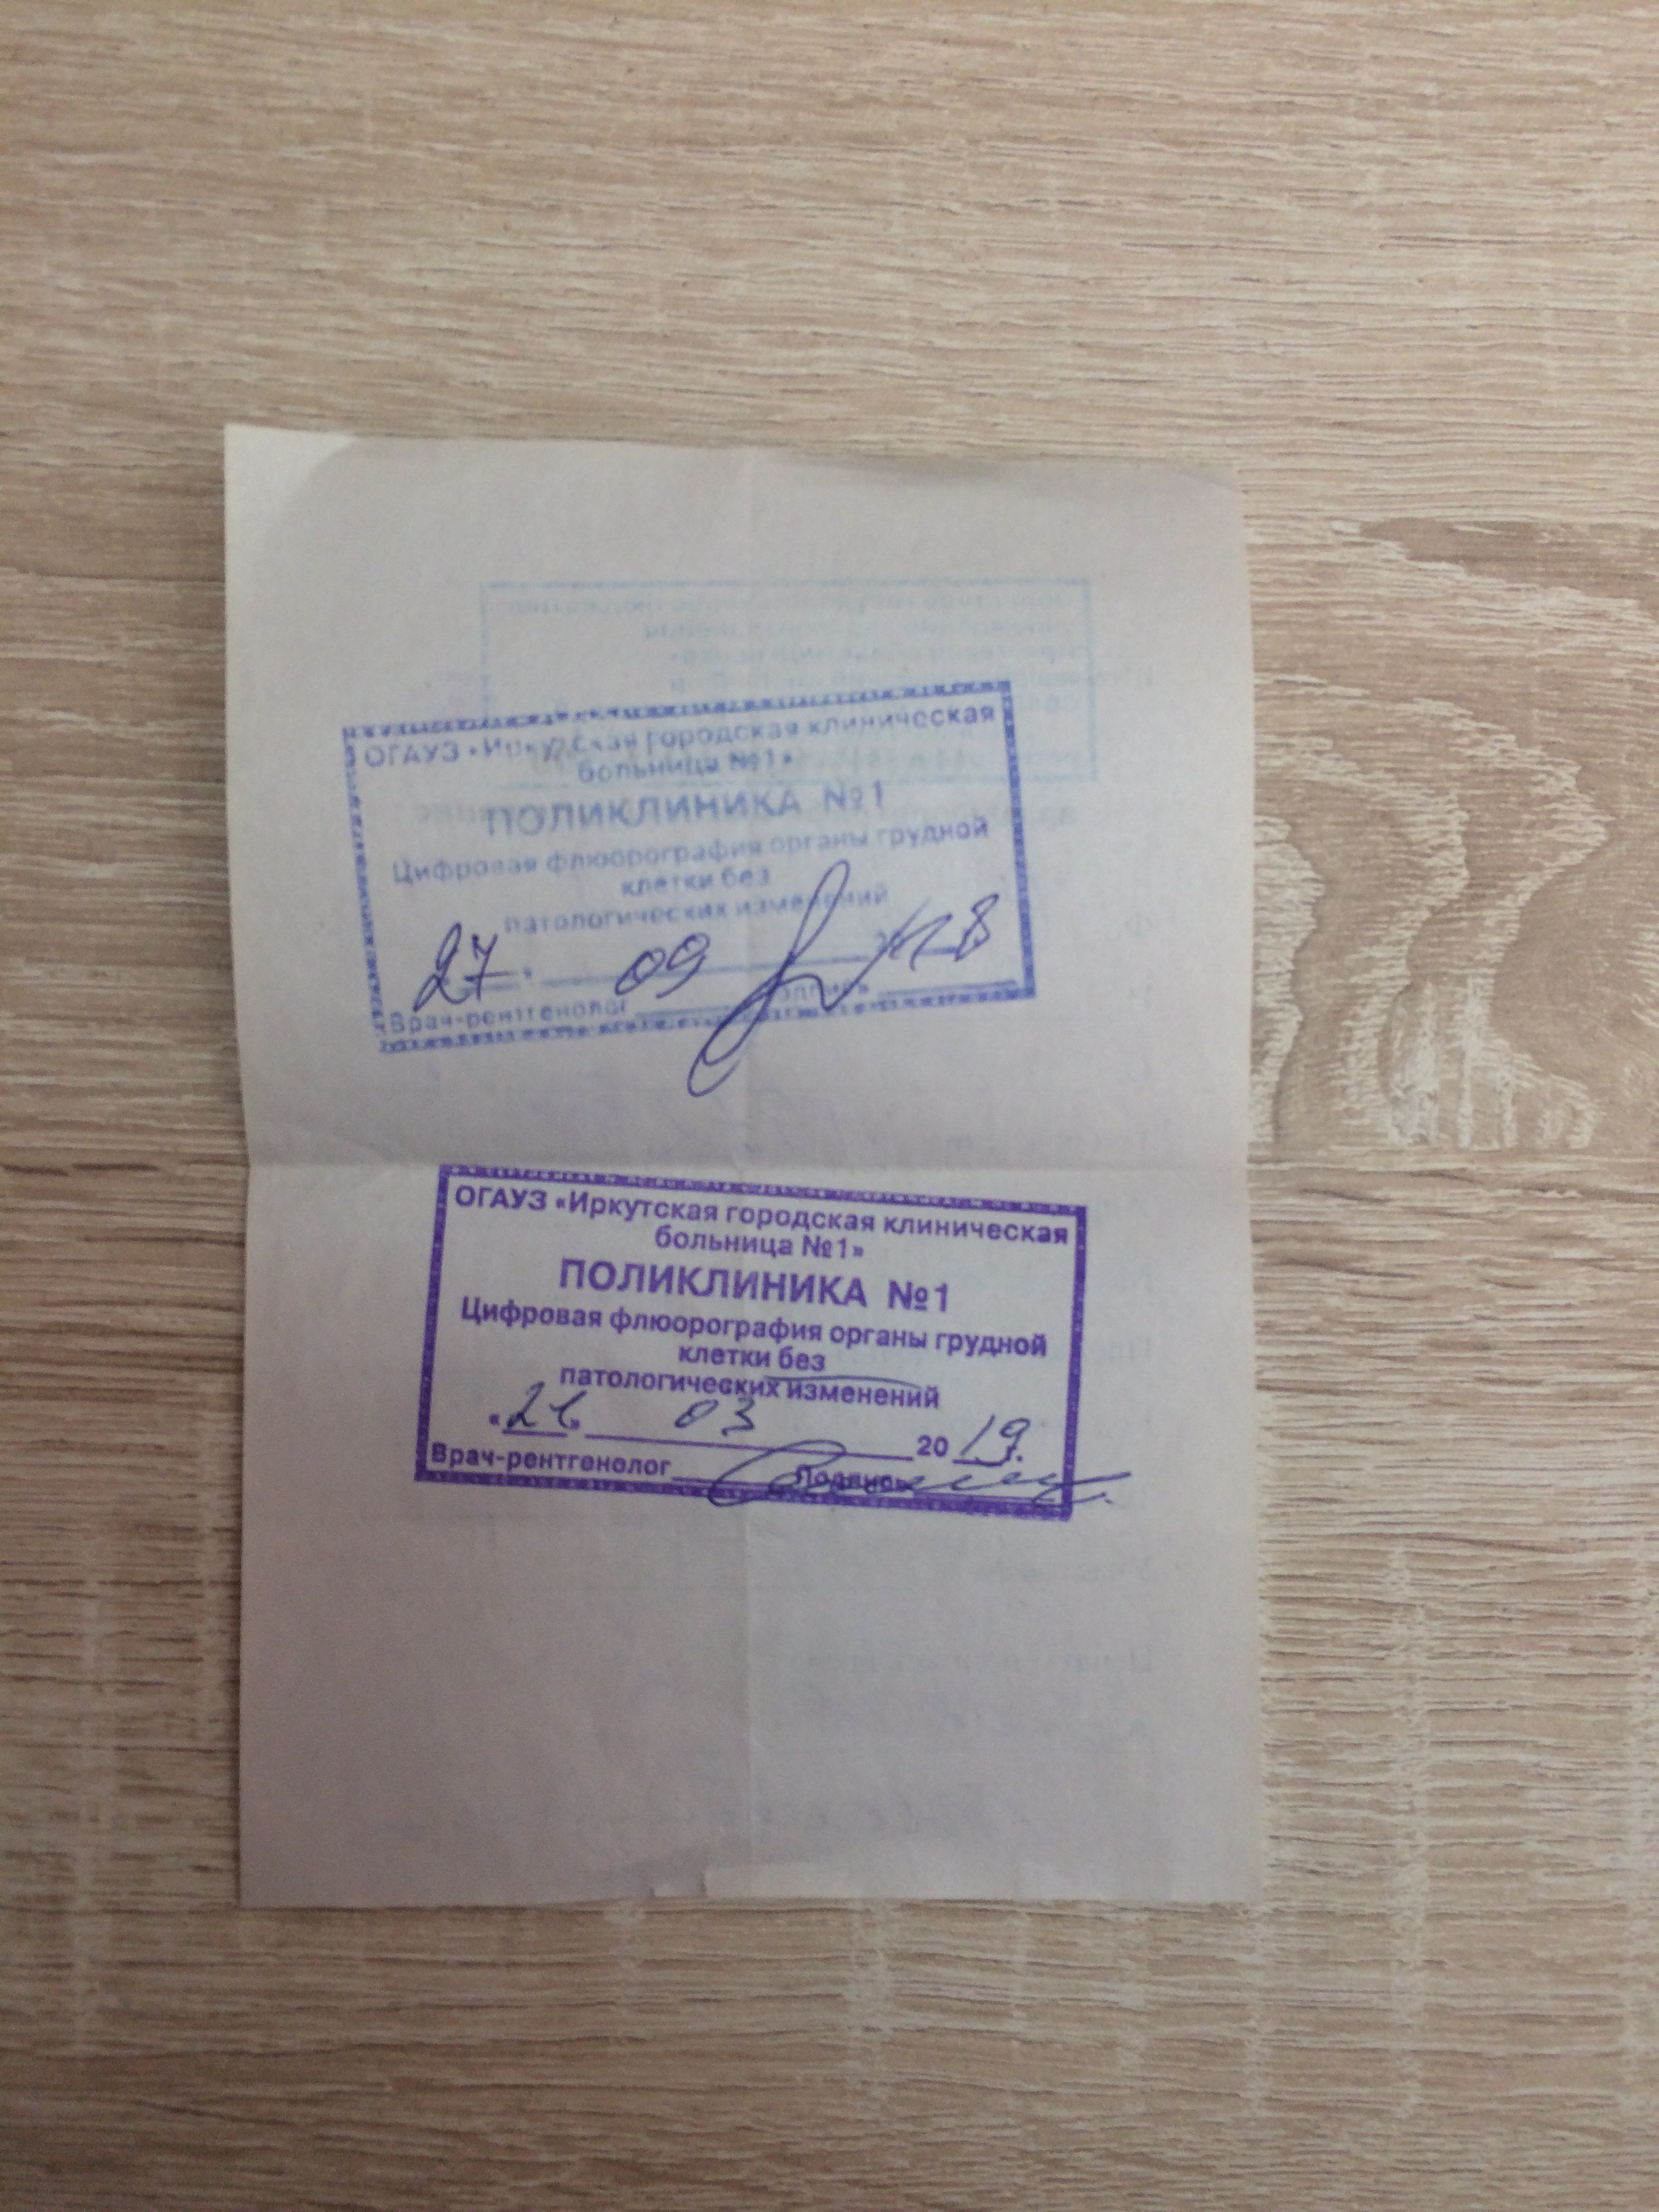 ОГАУЗ «Иркутская городская клиническая
больница №1»
ПОЛИКЛИНИКА №1
Цифровая флюорография органы грудной
клетки без
патологических изменений
27 » 09 18
Врач-рентгенолог подпись
ОГАУЗ «Иркутская городская клиническая
больница №1»
ПОЛИКЛИНИКА №1
Цифровая флюорография органы грудной
клетки без
патологических изменений
03 2019.
Врач-рентгенолог Подпись